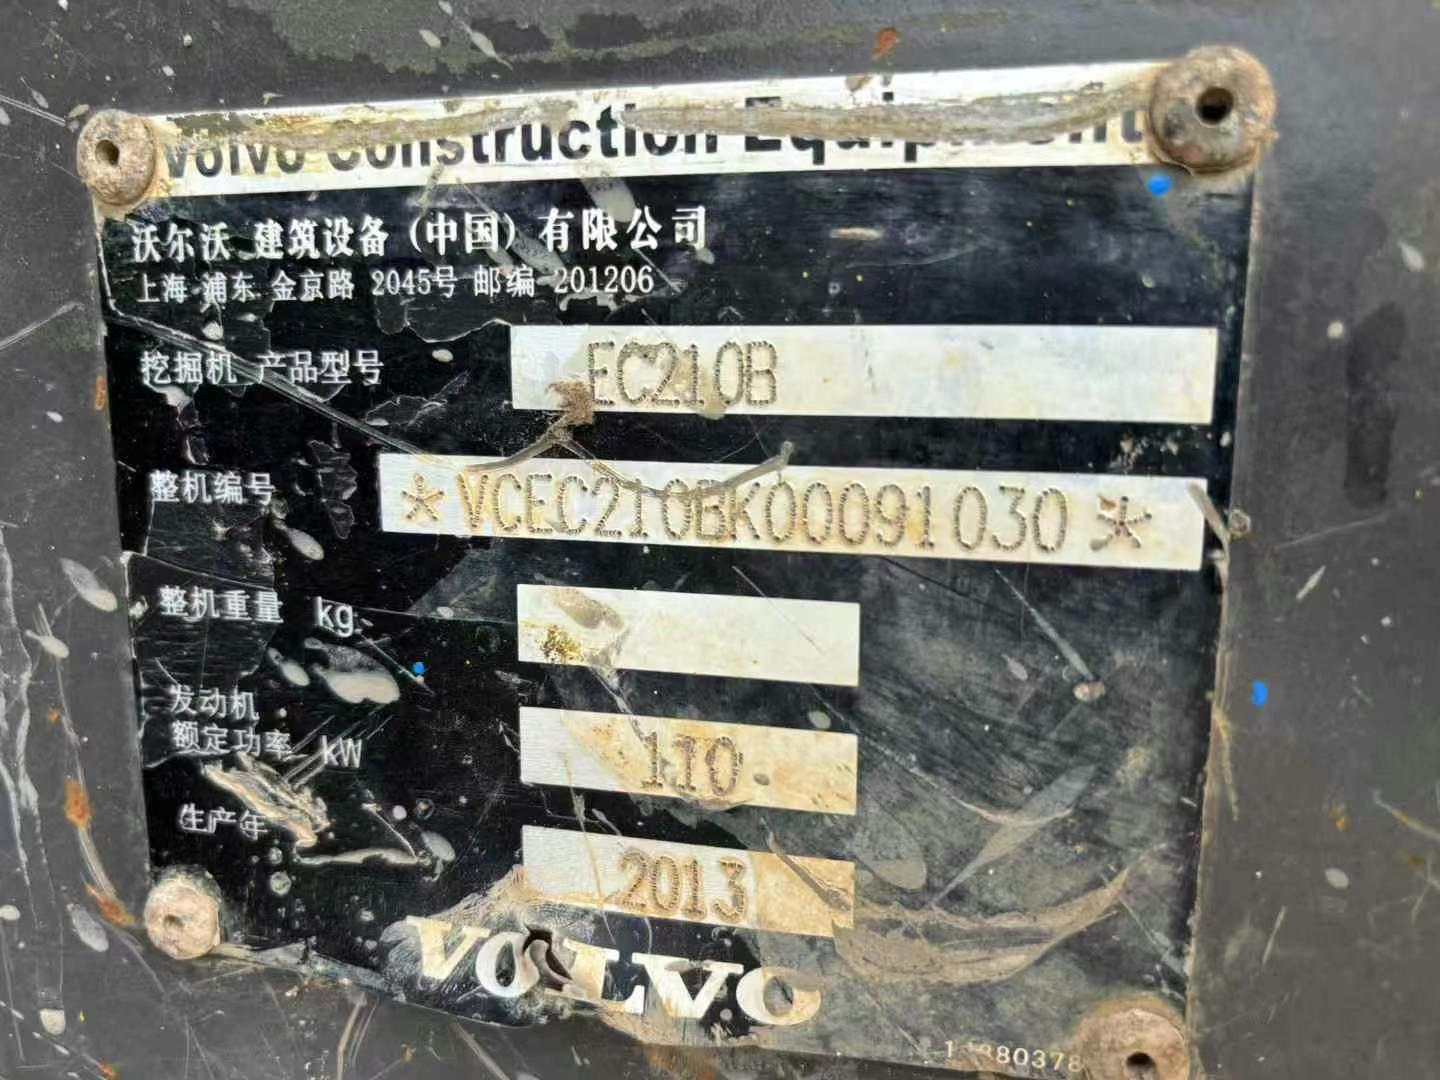 Volvo Construction Equipment
沃尔沃 建筑设备（中国）有限公司
上海 浦东 金京路 2045号 邮编 201206
挖掘机 产品型号 EC210B
整机编号 *VCEC210BK00091030*
整机重量 kg
发动机
额定功率 kW 110
生产年 2013
VOLVO